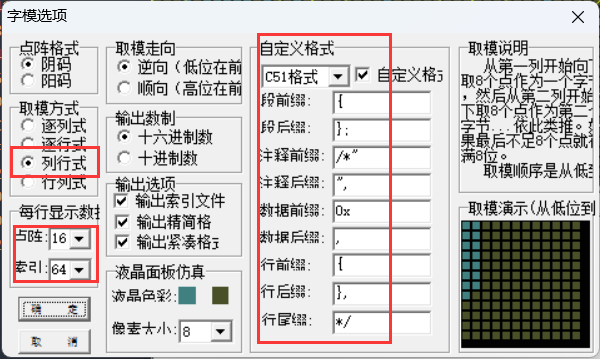 字模选项
点阵格式
阴码
阳码
取模方式
逐列式
逐行式
列行式
行列式
每行显示数据
点阵: 16
索引: 64
确 定
取 消
取模走向
逆向（低位在前
顺向（高位在前
输出数制
十六进制数
十进制数
输出选项
输出索引文件
输出精简格
输出紧凑格式
液晶面板仿真
液晶色彩:
像素大小: 8
自定义格式
C51格式 自定义格式
段前缀: {
段后缀: };
注释前缀: /*"
注释后缀: ",
数据前缀: 0x
数据后缀: ,
行前缀: {
行后缀: },
行尾缀: */
取模说明
从第一列开始向下
取8个点作为一个字节
，然后从第二列开始
下取8个点作为第二个
字节...依此类推。如
果最后不足8个点就补
满8位。
取模顺序是从低到
取模演示(从低位到